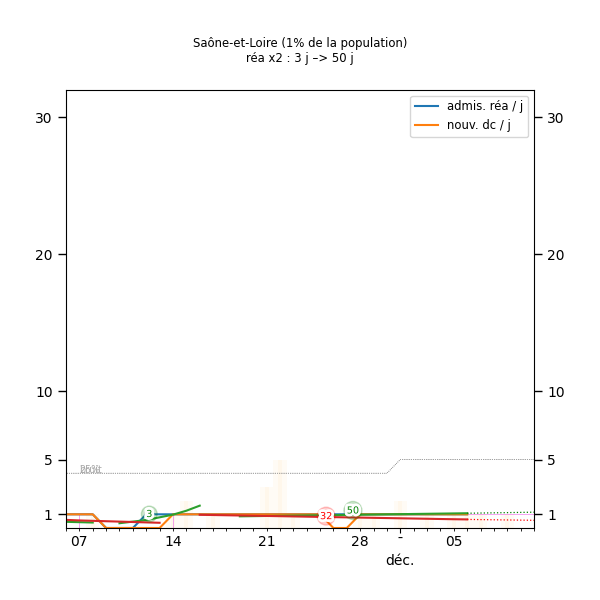 Saône-et-Loire (1% de la population)
réa x2 : 3 j –> 50 j
admis. réa / j
nouv. dc / j
30 30
20 20
10 10
5 5
3 50
1 32 1
07 14 21 28 - 05
déc.